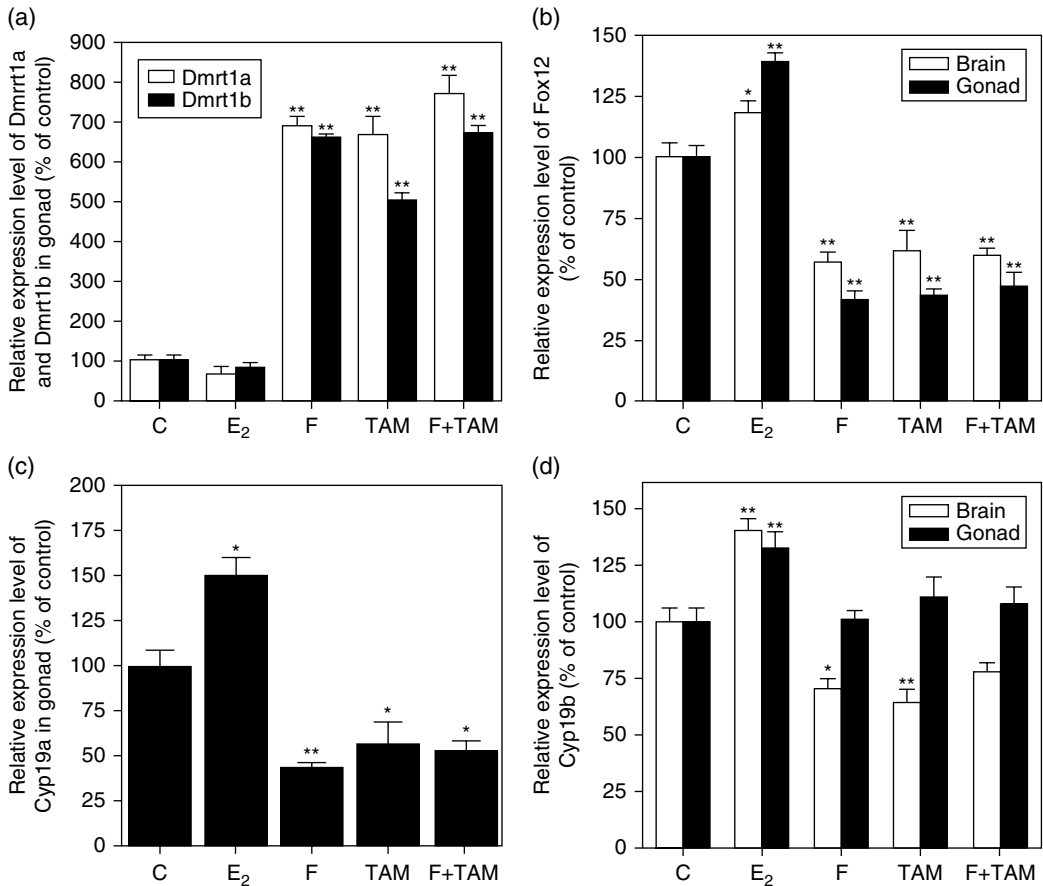 (a)
Relative expression level of Dmrrt1a
and Dmrt1b in gonad (% of control)
900
800
700
600
500
400
300
200
100
0
Dmrt1a
Dmrt1b
** ** ** ** ** **
C E2 F TAM F+TAM
(b)
Relative expression level of Fox12
(% of control)
150
125
100
75
50
25
0
Brain
Gonad
* ** ** ** ** ** ** **
C E2 F TAM F+TAM
(c)
Relative expression level of
Cyp19a in gonad (% of control)
200
175
150
125
100
75
50
25
0
* ** * *
C E2 F TAM F+TAM
(d)
Relative expression level of
Cyp19b (% of control)
150
125
100
75
25
0
Brain
Gonad
** ** * **
C E2 F TAM F+TAM